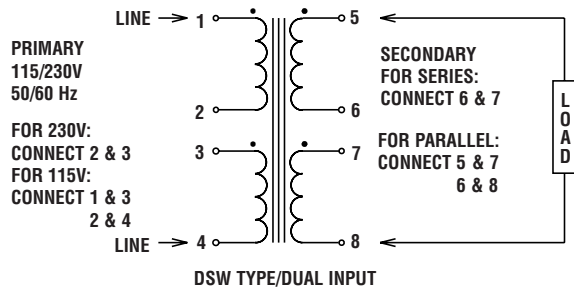 LINE
1
5
PRIMARY
115/230V
50/60 Hz
SECONDARY
FOR SERIES:
CONNECT 6 & 7
2
6
FOR 230V:
CONNECT 2 & 3
FOR 115V:
CONNECT 1 & 3
2 & 4
3
7
FOR PARALLEL:
CONNECT 5 & 7
6 & 8
LOAD
LINE
4
8
DSW TYPE/DUAL INPUT